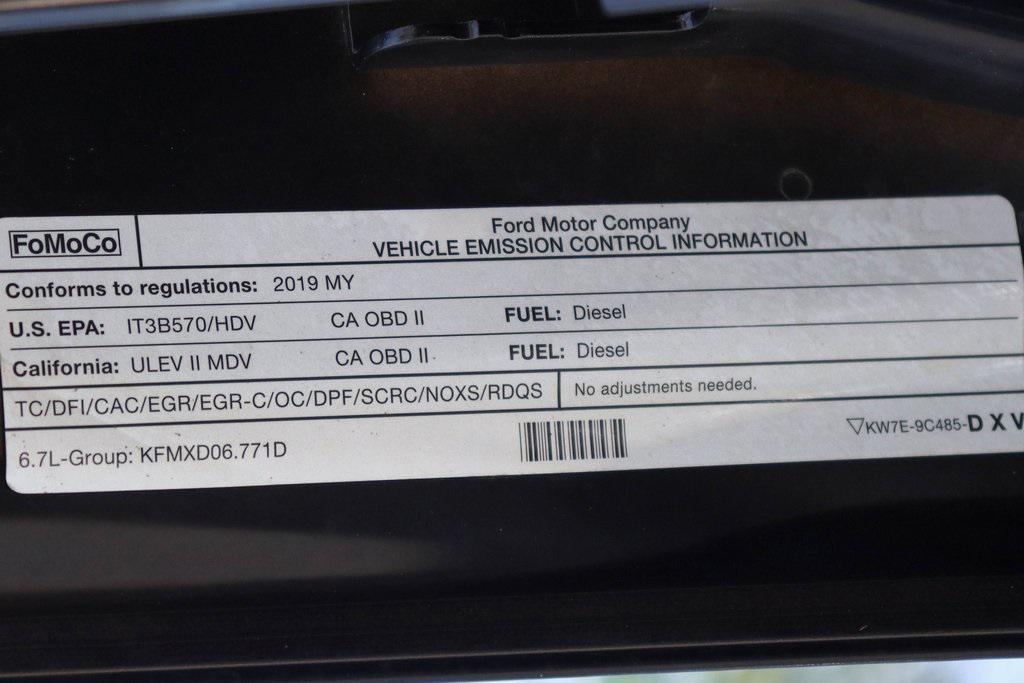 FoMoCo
Ford Motor Company
VEHICLE EMISSION CONTROL INFORMATION
Conforms to regulations: 2019 MY
U.S. EPA: IT3B570/HDV CA OBD II FUEL: Diesel
California: ULEV II MDV CA OBD II FUEL: Diesel
TC/DFI/CAC/EGR/EGR-C/OC/DPF/SCRC/NOXS/RDQS No adjustments needed.
6.7L-Group: KFMXD06.771D ▽KW7E-9C485-D X V